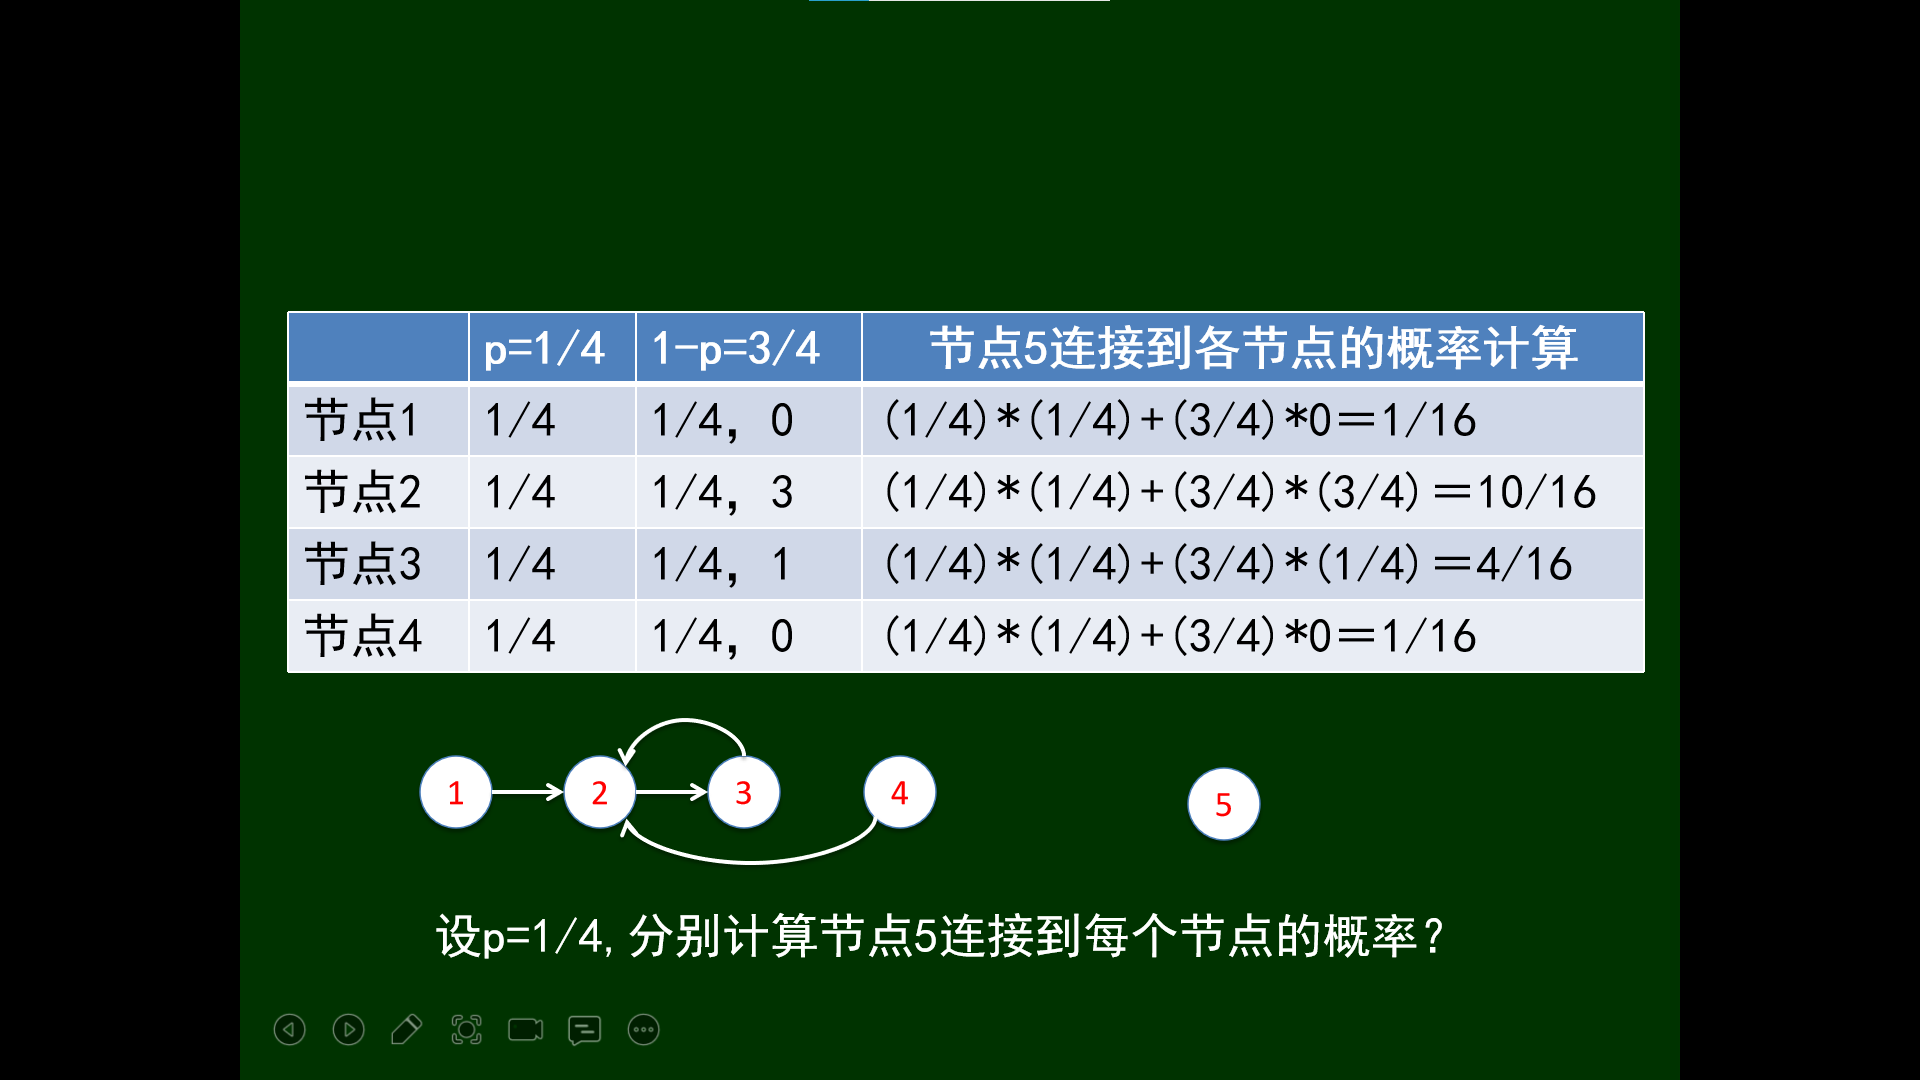 p=1/4 1-p=3/4 节点5连接到各节点的概率计算
节点1 1/4 1/4，0 (1/4)*(1/4)+(3/4)*0＝1/16
节点2 1/4 1/4，3 (1/4)*(1/4)+(3/4)*(3/4)＝10/16
节点3 1/4 1/4，1 (1/4)*(1/4)+(3/4)*(1/4)＝4/16
节点4 1/4 1/4，0 (1/4)*(1/4)+(3/4)*0＝1/16
1 2 3 4 5
设p=1/4,分别计算节点5连接到每个节点的概率?